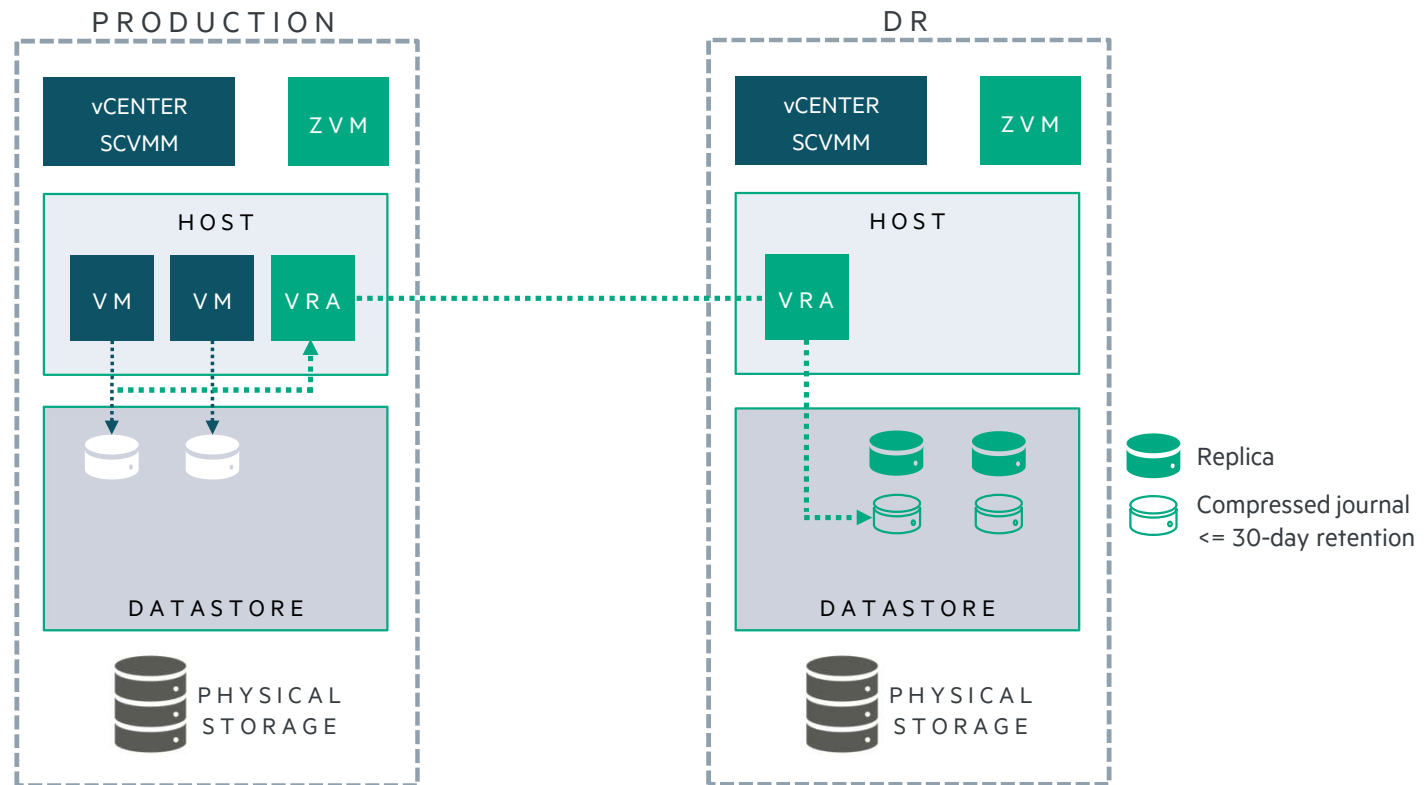 PRODUCTION
vCENTER
SCVMM
ZVM
HOST
VM
VM
VRA
DATASTORE
PHYSICAL
STORAGE
DR
vCENTER
SCVMM
ZVM
HOST
VRA
DATASTORE
PHYSICAL
STORAGE
Replica
Compressed journal
<= 30-day retention